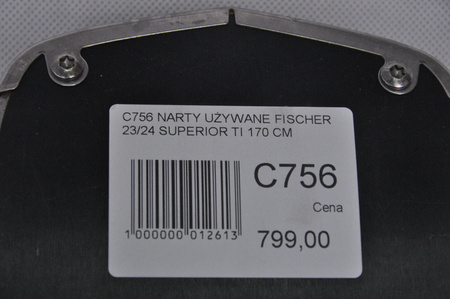 C756 NARTY UŻYWANE FISCHER
23/24 SUPERIOR TI 170 CM
C756
Cena
1 000000 012613
799,00